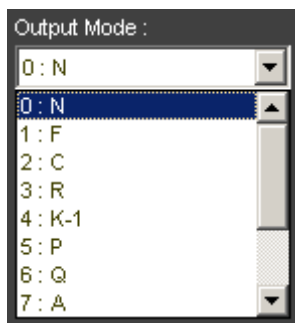 Output Mode :
0 : N
0 : N
1 : F
2 : C
3 : R
4 : K-1
5 : P
6 : Q
7 : A